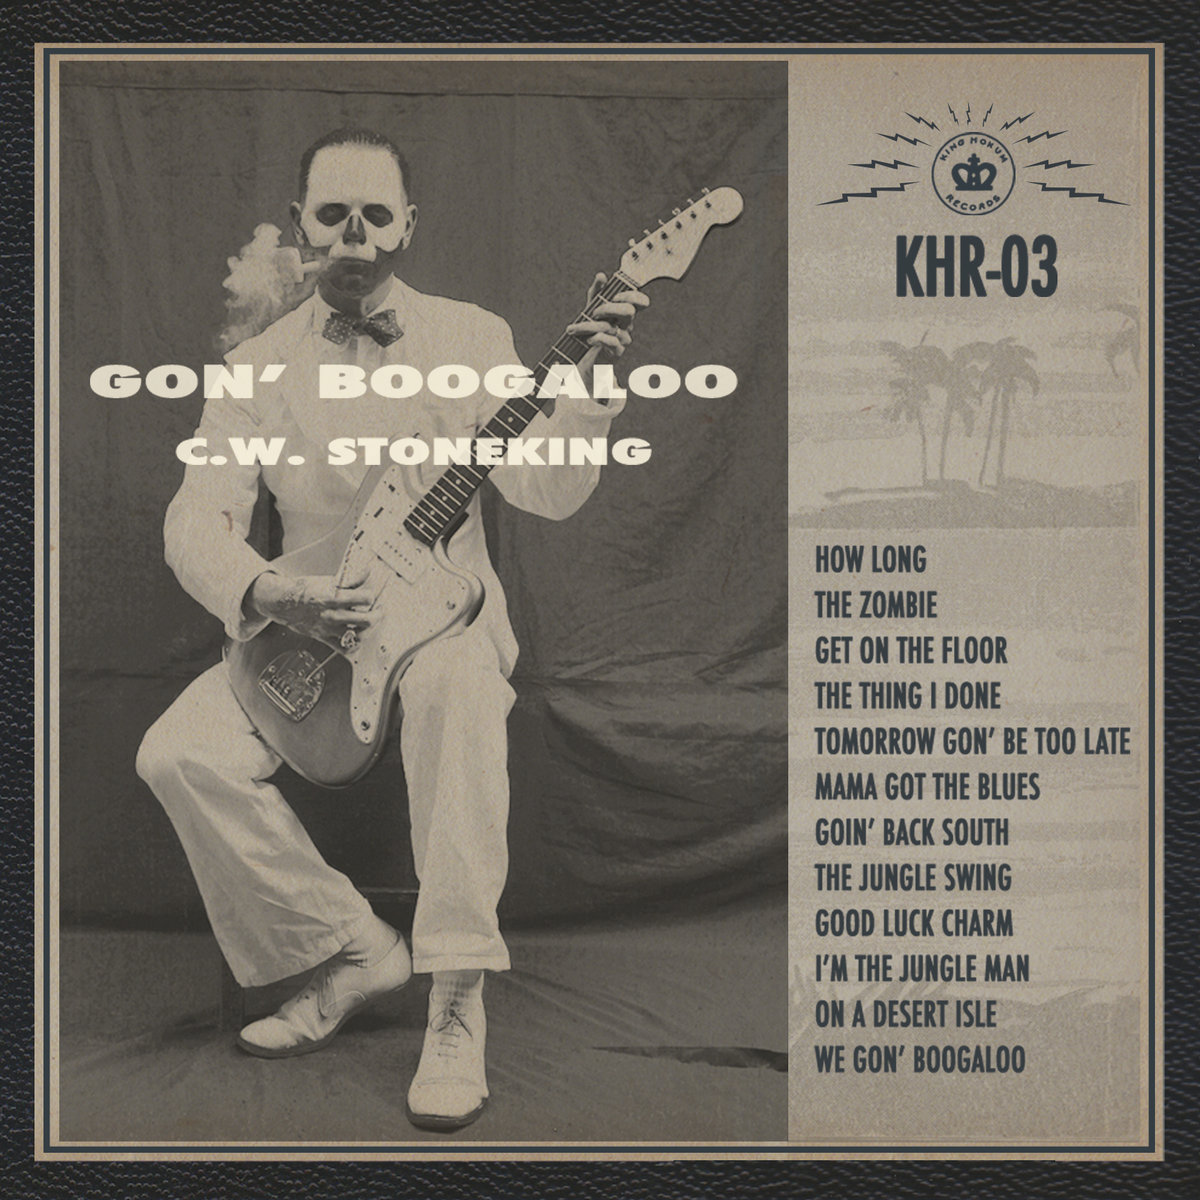 GON' BOOGALOO
C.W. STONEKING
KING HOKUM
RECORDS
KHR-03
HOW LONG
THE ZOMBIE
GET ON THE FLOOR
THE THING I DONE
TOMORROW GON' BE TOO LATE
MAMA GOT THE BLUES
GOIN' BACK SOUTH
THE JUNGLE SWING
GOOD LUCK CHARM
I'M THE JUNGLE MAN
ON A DESERT ISLE
WE GON' BOOGALOO